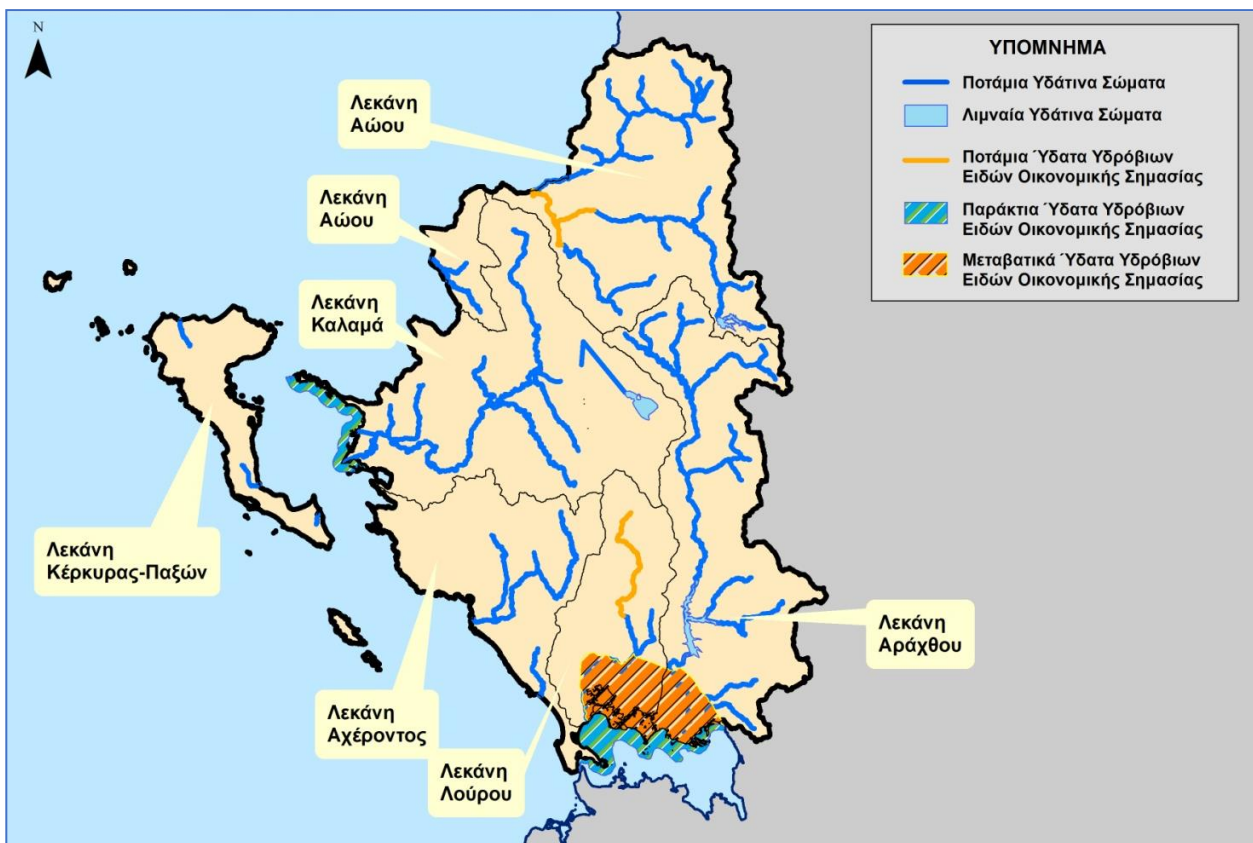 N
ΥΠΟΜΝΗΜΑ
Ποτάμια Υδάτινα Σώματα
Λιμναία Υδάτινα Σώματα
Ποτάμια Ύδατα Υδρόβιων
Ειδών Οικονομικής Σημασίας
Παράκτια Ύδατα Υδρόβιων
Ειδών Οικονομικής Σημασίας
Μεταβατικά Ύδατα Υδρόβιων
Ειδών Οικονομικής Σημασίας
Λεκάνη
Αώου
Λεκάνη
Αώου
Λεκάνη
Καλαμά
Λεκάνη
Κέρκυρας-Παξών
Λεκάνη
Αράχθου
Λεκάνη
Αχέροντος
Λεκάνη
Λούρου